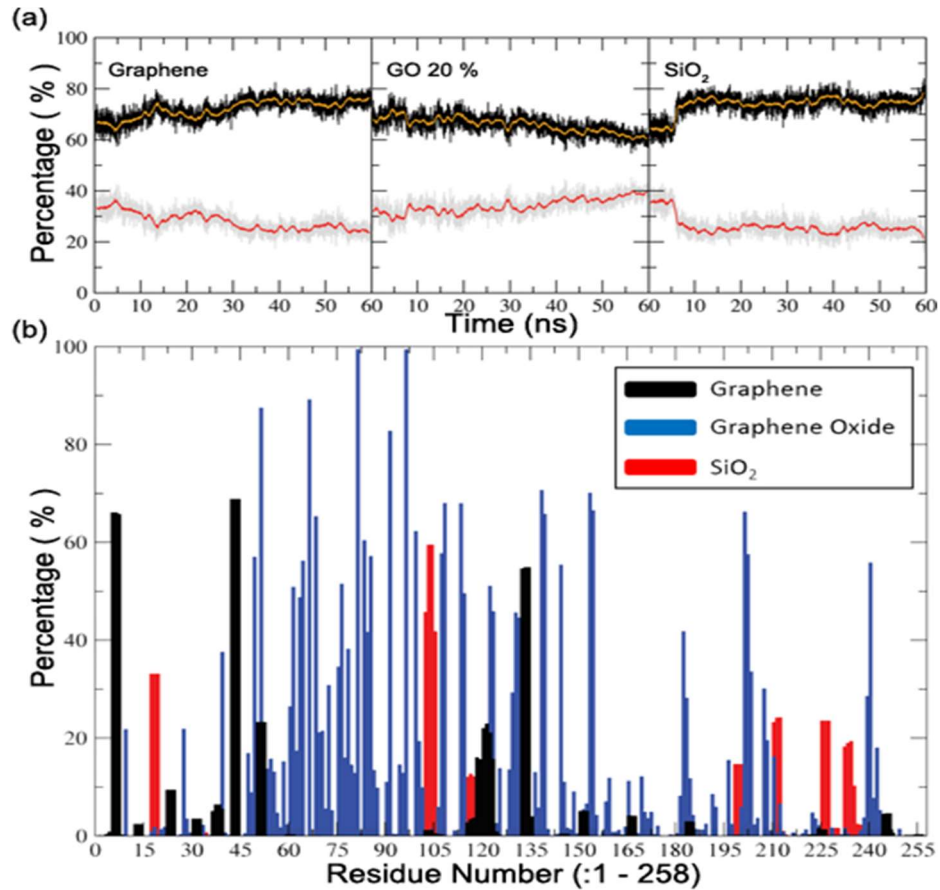 (a)
100
80
60
40
20
0
Percentage ( % )
Graphene
GO 20 %
SiO₂
0 10 20 30 40 50 60 10 20 30 40 50 60 10 20 30 40 50 60
Time (ns)
(b)
100
80
60
40
20
0
Percentage ( % )
Graphene
Graphene Oxide
SiO₂
0 15 30 45 60 75 90 105 120 135 150 165 180 195 210 225 240 255
Residue Number (:1 - 258)